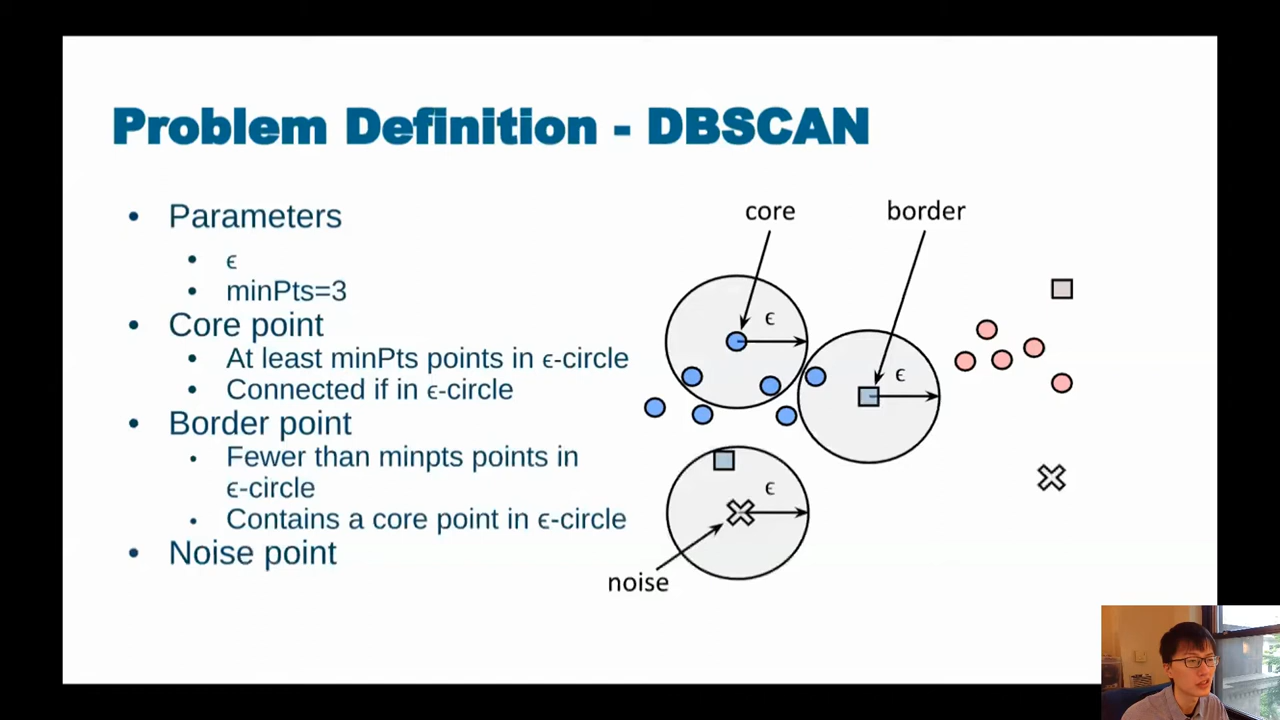 Problem Definition - DBSCAN
• Parameters
• ϵ
• minPts=3
• Core point
• At least minPts points in ϵ-circle
• Connected if in ϵ-circle
• Border point
• Fewer than minpts points in
ϵ-circle
• Contains a core point in ϵ-circle
• Noise point
core
border
ϵ
ϵ
ϵ
noise